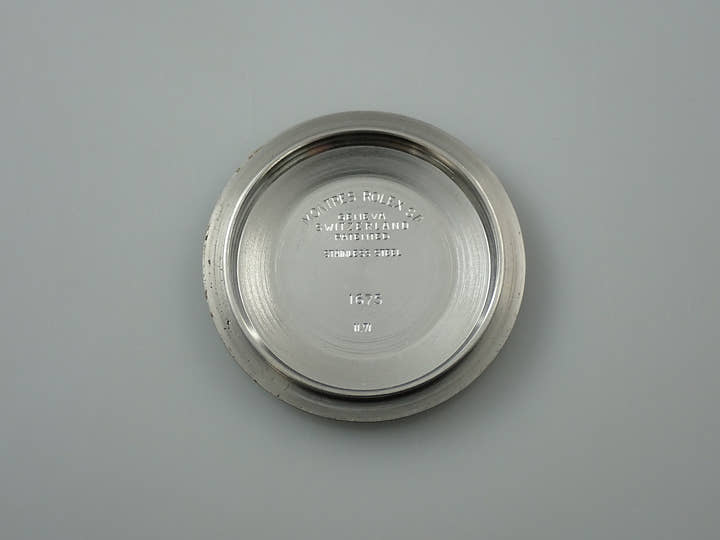 MONTRES ROLEX SA
GENEVA
SWITZERLAND
PATENTED
STAINLESS STEEL
1675